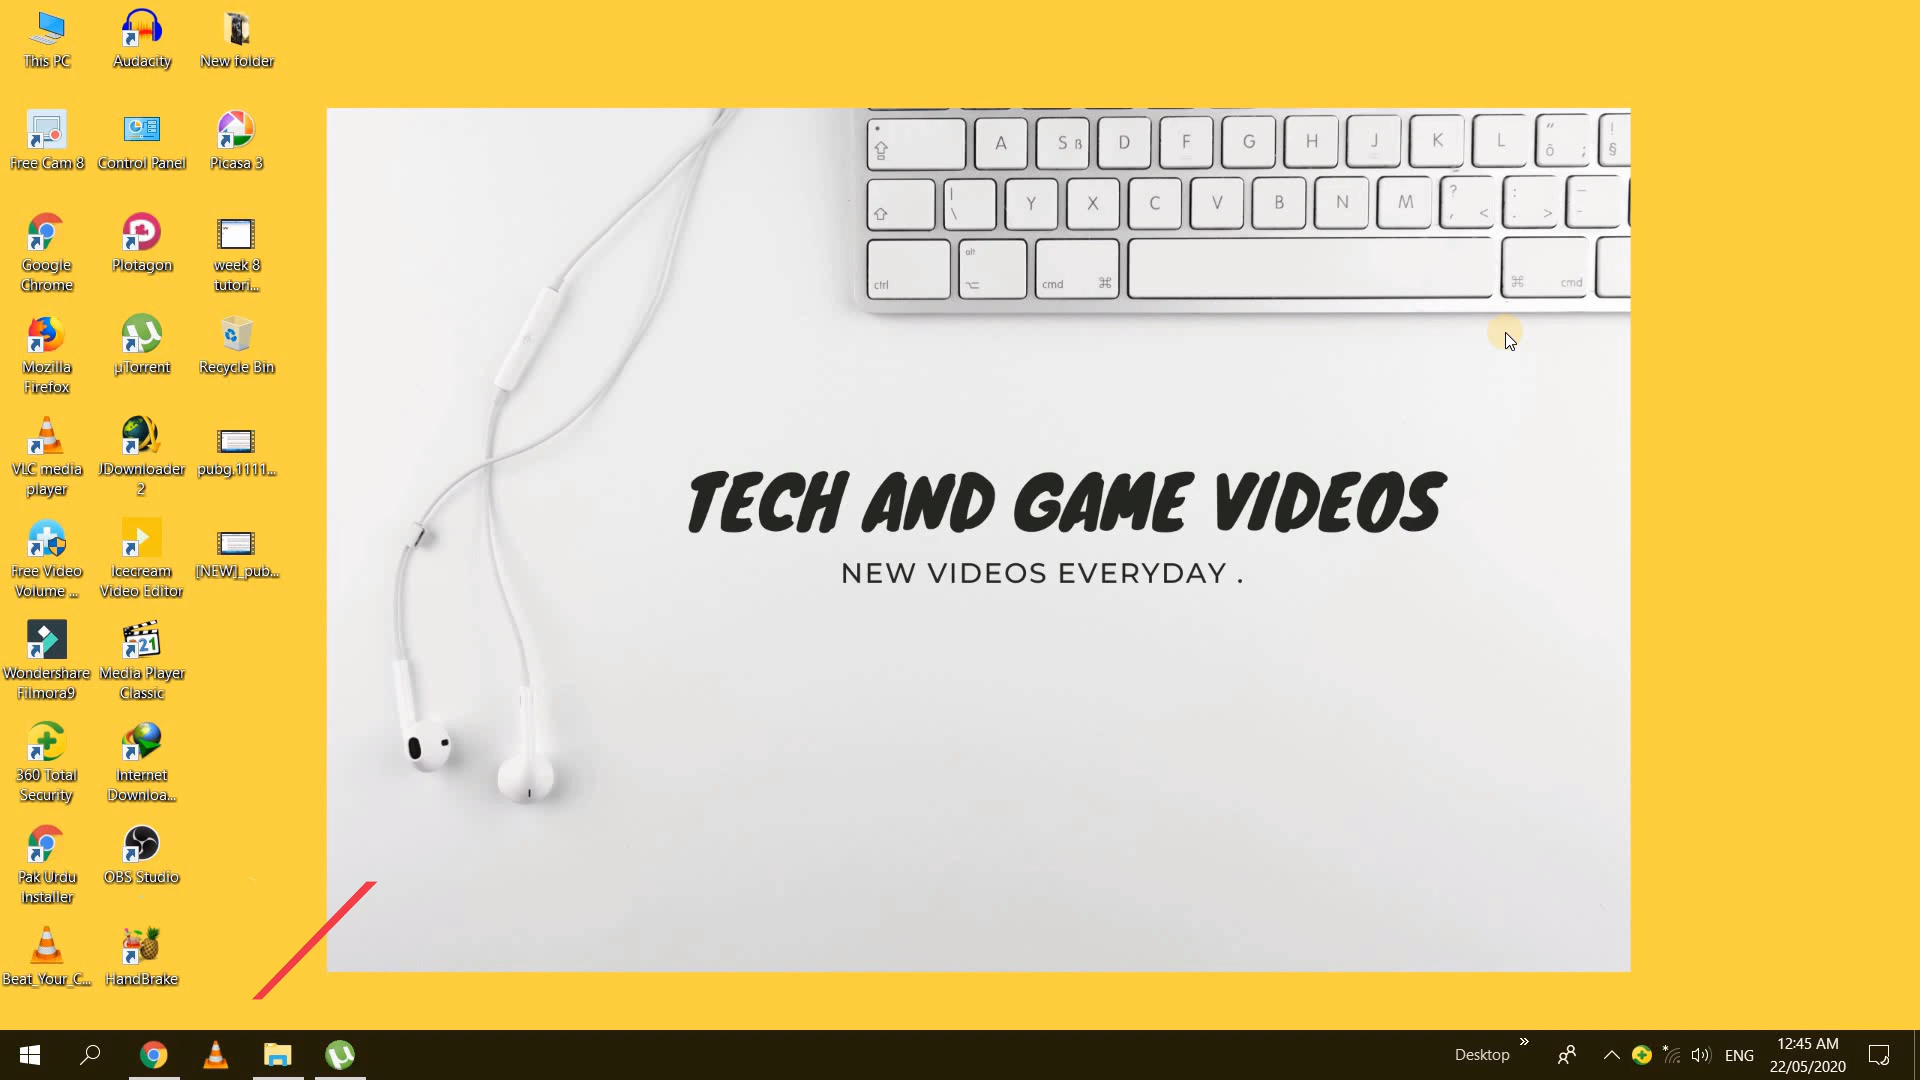 This PC
Audacity
New folder
Free Cam 8
Control Panel
Picasa 3
Google
Chrome
Plotagon
week 8
tutori...
Mozilla
Firefox
µTorrent
Recycle Bin
VLC media
player
JDownloader
2
pubg.1111...
Free Video
Volume ...
Icecream
Video Editor
[NEW]_pub...
Wondershare
Filmora9
Media Player
Classic
360 Total
Security
Internet
Downloa...
Pak Urdu
Installer
OBS Studio
Beat_Your_C...
HandBrake
A S ß D F G H J K L ö ;
Y X C V B N M
ctrl alt cmd cmd
TECH AND GAME VIDEOS
NEW VIDEOS EVERYDAY .
Desktop
ENG
12:45 AM
22/05/2020